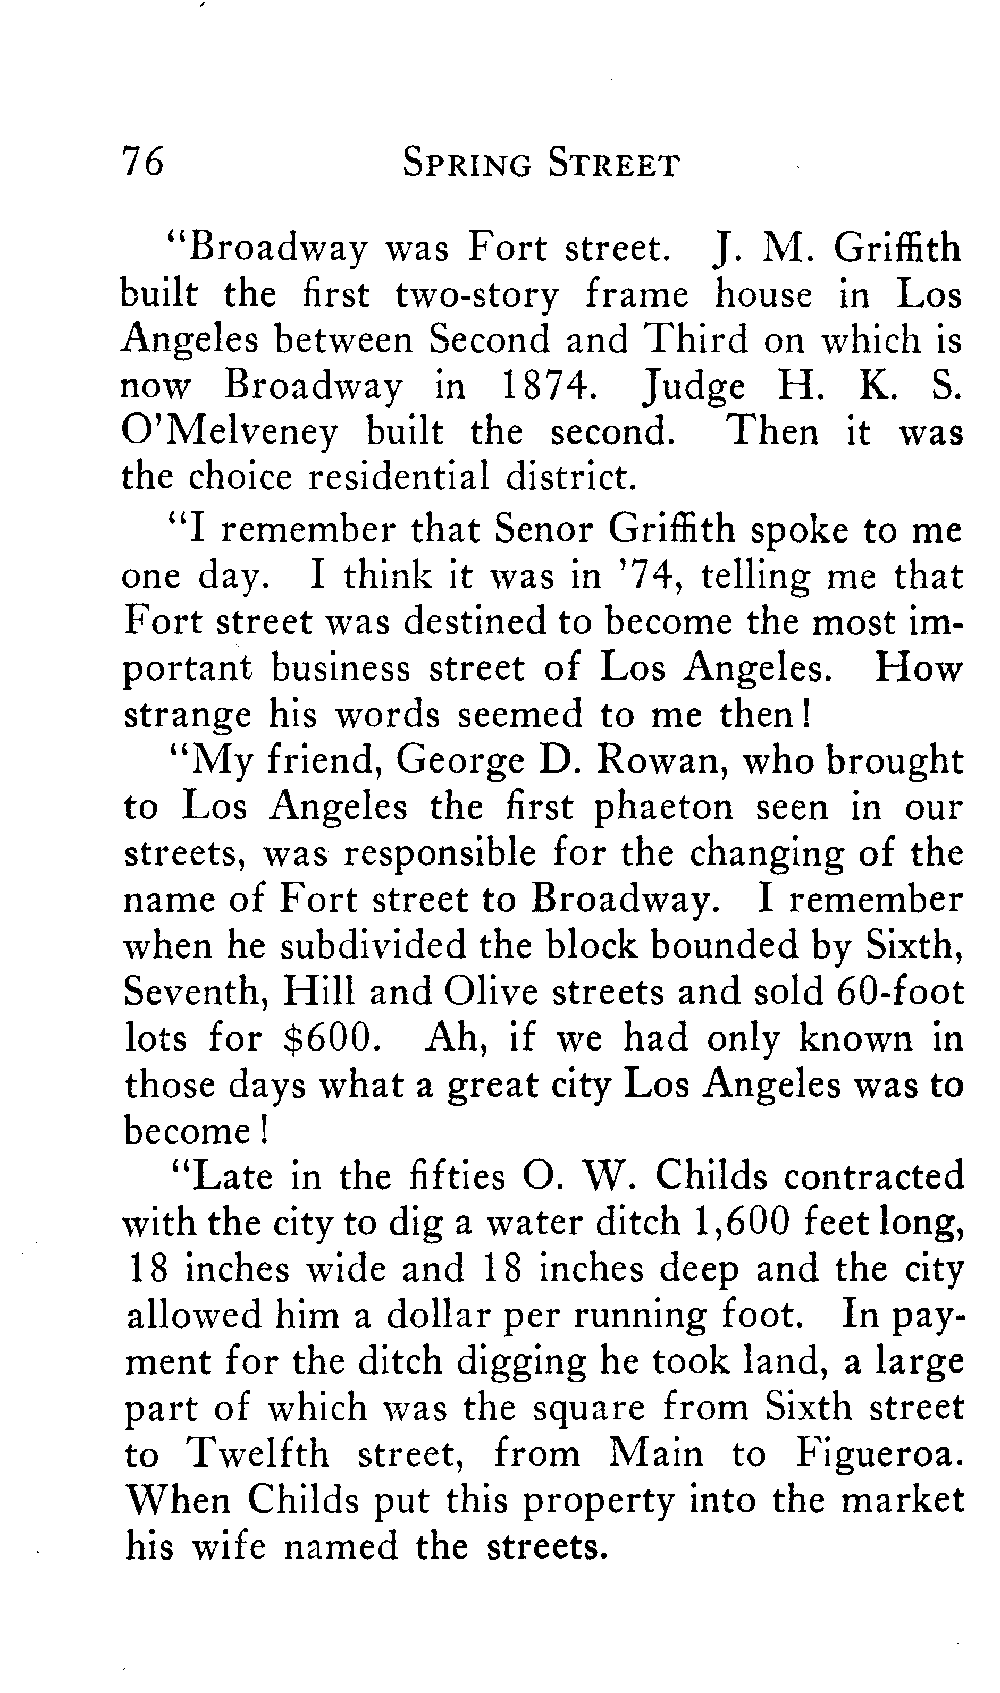 76 SPRING STREET
"Broadway was Fort street. J. M. Griffith
built the first two-story frame house in Los
Angeles between Second and Third on which is
now Broadway in 1874. Judge H. K. S.
O'Melveney built the second. Then it was
the choice residential district.
"I remember that Senor Griffith spoke to me
one day. I think it was in '74, telling me that
Fort street was destined to become the most im-
portant business street of Los Angeles. How
strange his words seemed to me then!
"My friend, George D. Rowan, who brought
to Los Angeles the first phaeton seen in our
streets, was responsible for the changing of the
name of Fort street to Broadway. I remember
when he subdivided the block bounded by Sixth,
Seventh, Hill and Olive streets and sold 60-foot
lots for $600. Ah, if we had only known in
those days what a great city Los Angeles was to
become!
"Late in the fifties O. W. Childs contracted
with the city to dig a water ditch 1,600 feet long,
18 inches wide and 18 inches deep and the city
allowed him a dollar per running foot. In pay-
ment for the ditch digging he took land, a large
part of which was the square from Sixth street
to Twelfth street, from Main to Figueroa.
When Childs put this property into the market
his wife named the streets.